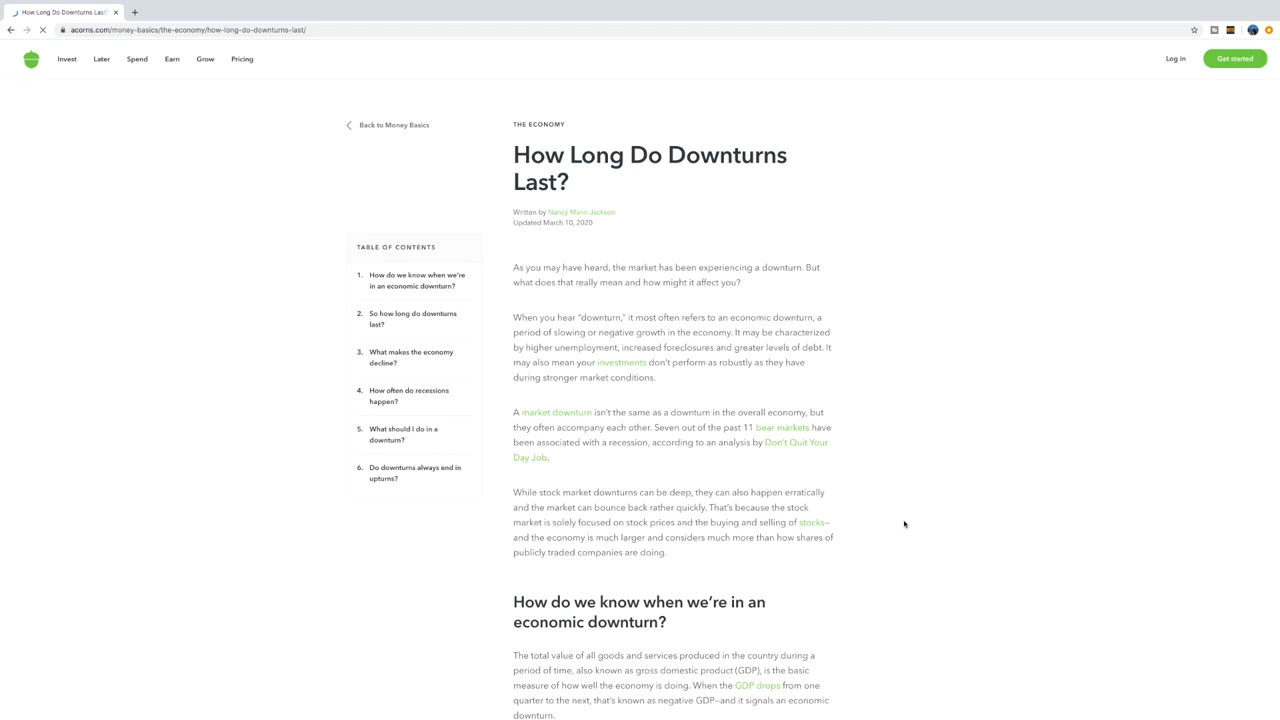 How Long Do Downturns Last?
acorns.com/money-basics/the-economy/how-long-do-downturns-last/
Invest Later Spend Earn Grow Pricing Log in Get started
Back to Money Basics
THE ECONOMY
How Long Do Downturns
Last?
Written by Nancy Mann Jackson
Updated March 10, 2020
TABLE OF CONTENTS
1. How do we know when we're
in an economic downturn?
2. So how long do downturns
last?
3. What makes the economy
decline?
4. How often do recessions
happen?
5. What should I do in a
downturn?
6. Do downturns always end in
upturns?
As you may have heard, the market has been experiencing a downturn. But
what does that really mean and how might it affect you?
When you hear “downturn,” it most often refers to an economic downturn, a
period of slowing or negative growth in the economy. It may be characterized
by higher unemployment, increased foreclosures and greater levels of debt. It
may also mean your investments don't perform as robustly as they have
during stronger market conditions.
A market downturn isn't the same as a downturn in the overall economy, but
they often accompany each other. Seven out of the past 11 bear markets have
been associated with a recession, according to an analysis by Don't Quit Your
Day Job.
While stock market downturns can be deep, they can also happen erratically
and the market can bounce back rather quickly. That's because the stock
market is solely focused on stock prices and the buying and selling of stocks—
and the economy is much larger and considers much more than how shares of
publicly traded companies are doing.
How do we know when we're in an
economic downturn?
The total value of all goods and services produced in the country during a
period of time, also known as gross domestic product (GDP), is the basic
measure of how well the economy is doing. When the GDP drops from one
quarter to the next, that's known as negative GDP—and it signals an economic
downturn.